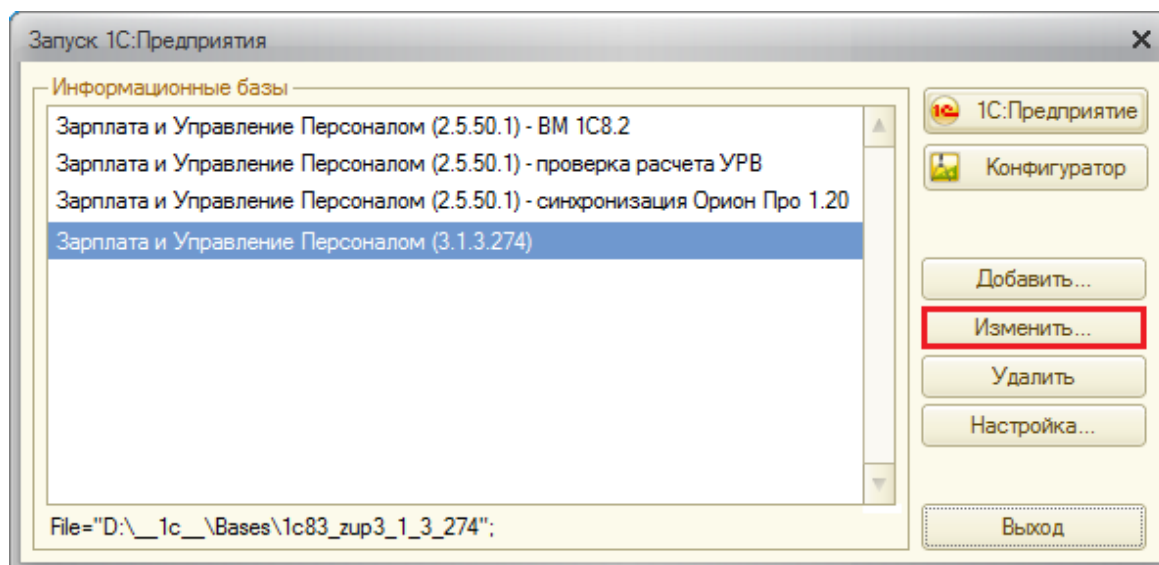 Запуск 1С:Предприятия
Информационные базы
Зарплата и Управление Персоналом (2.5.50.1) - ВМ 1С8.2
Зарплата и Управление Персоналом (2.5.50.1) - проверка расчета УРВ
Зарплата и Управление Персоналом (2.5.50.1) - синхронизация Орион Про 1.20
Зарплата и Управление Персоналом (3.1.3.274)
File="D:\__1c__\Bases\1c83_zup3_1_3_274";
1С:Предприятие
Конфигуратор
Добавить...
Изменить...
Удалить
Настройка...
Выход